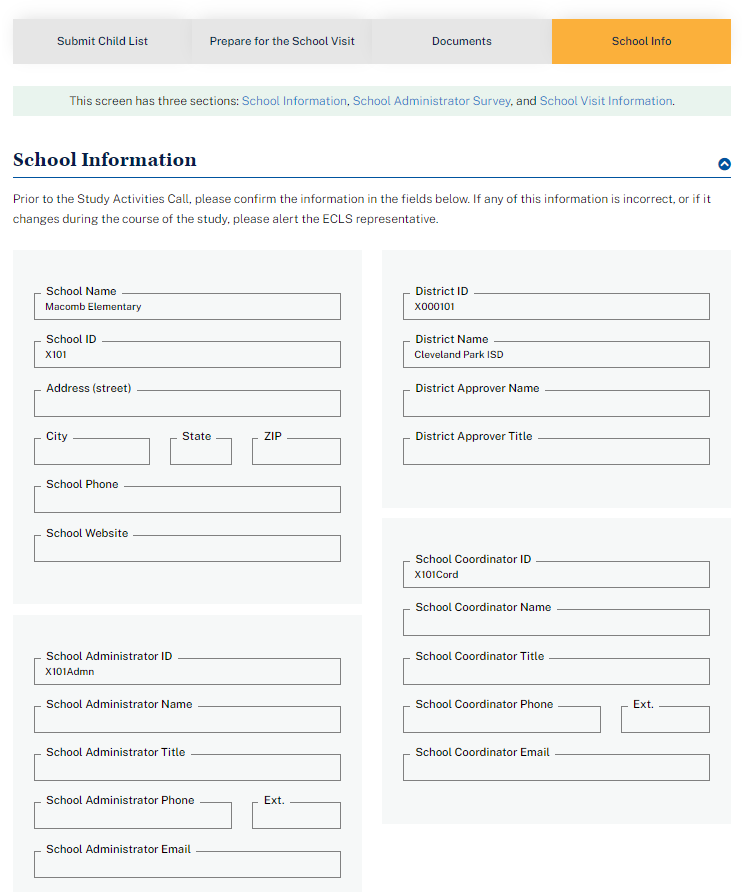 Submit Child List
Prepare for the School Visit
Documents
School Info
This screen has three sections: School Information, School Administrator Survey, and School Visit Information.
School Information
Prior to the Study Activities Call, please confirm the information in the fields below. If any of this information is incorrect, or if it
changes during the course of the study, please alert the ECLS representative.
School Name
Macomb Elementary
School ID
X101
Address (street)
City
State
ZIP
School Phone
School Website
School Administrator ID
X101Admn
School Administrator Name
School Administrator Title
School Administrator Phone
Ext.
School Administrator Email
District ID
X000101
District Name
Cleveland Park ISD
District Approver Name
District Approver Title
School Coordinator ID
X101Cord
School Coordinator Name
School Coordinator Title
School Coordinator Phone
Ext.
School Coordinator Email